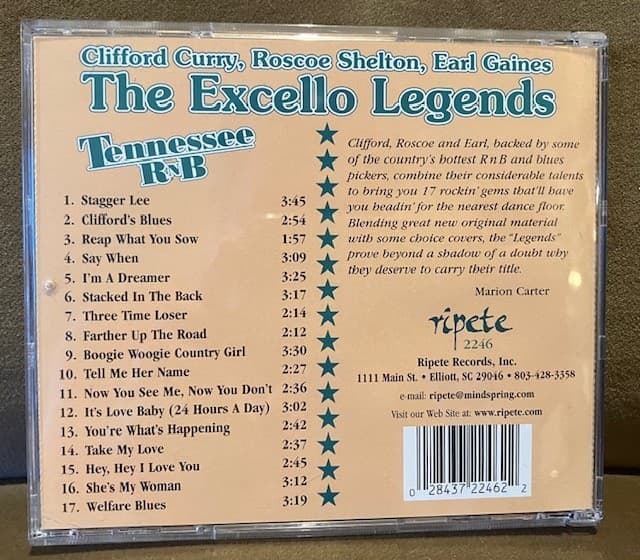 Clifford Curry, Roscoe Shelton, Earl Gaines
The Excello Legends
Tennessee
RnB
1. Stagger Lee 3:45
2. Clifford's Blues 2:54
3. Reap What You Sow 1:57
4. Say When 3:09
5. I'm A Dreamer 3:25
6. Stacked In The Back 3:17
7. Three Time Loser 2:14
8. Farther Up The Road 2:12
9. Boogie Woogie Country Girl 3:30
10. Tell Me Her Name 2:27
11. Now You See Me, Now You Don't 2:36
12. It's Love Baby (24 Hours A Day) 3:02
13. You're What's Happening 2:42
14. Take My Love 2:37
15. Hey, Hey I Love You 2:45
16. She's My Woman 3:12
17. Welfare Blues 3:19
Clifford, Roscoe and Earl, backed by some
of the country's hottest RnB and blues
pickers, combine their considerable talents
to bring you 17 rockin' gems that'll have
you headin' for the nearest dance floor.
Blending great new original material
with some choice covers, the "Legends"
prove beyond a shadow of a doubt why
they deserve to carry their title.
Marion Carter
ripete
2246
Ripete Records, Inc.
1111 Main St. • Elliott, SC 29046 • 803-428-3358
e-mail: ripete@mindspring.com
Visit our Web Site at: www.ripete.com
0 28437 22462 2